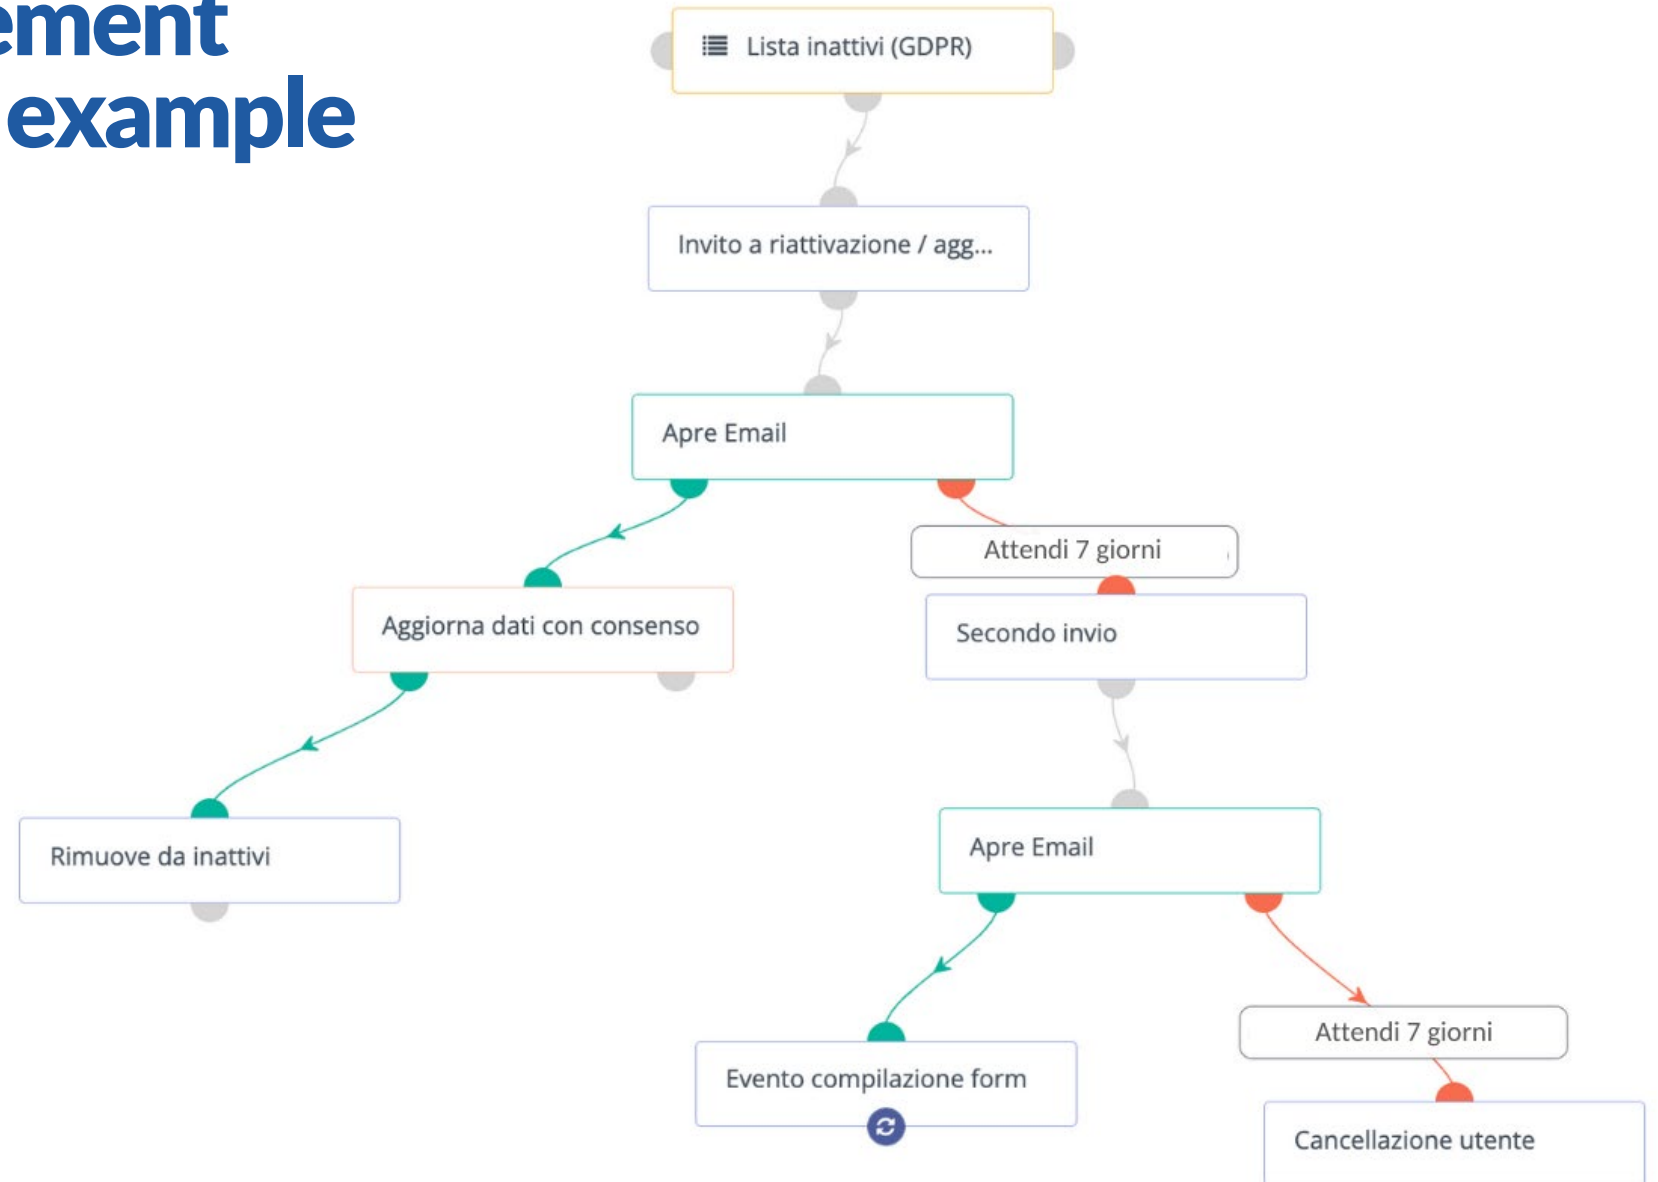 example
Lista inattivi (GDPR)
Invito a riattivazione / agg...
Apre Email
Attendi 7 giorni
Aggiorna dati con consenso
Secondo invio
Rimuove da inattivi
Apre Email
Evento compilazione form
Attendi 7 giorni
Cancellazione utente